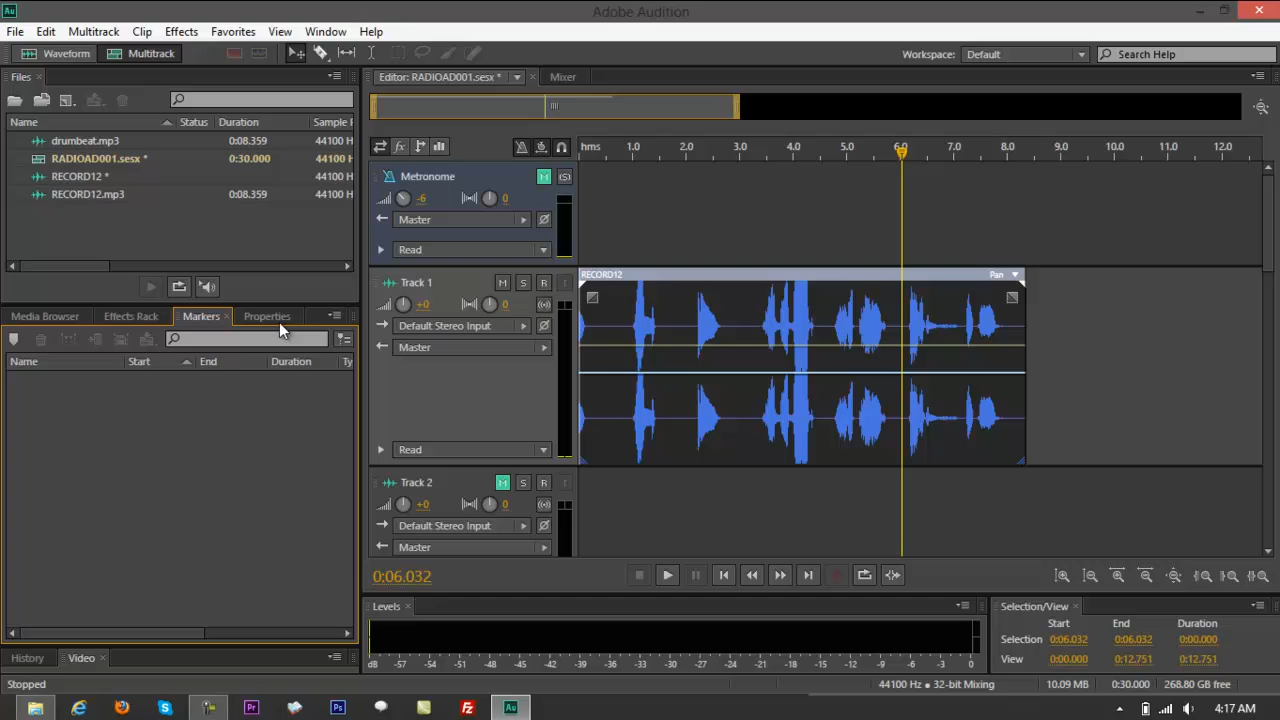 Au
Adobe Audition
File Edit Multitrack Clip Effects Favorites View Window Help
Waveform Multitrack Workspace: Default Search Help
Files × Editor: RADIOAD001.sesx * × Mixer
Name Status Duration Sample R
drumbeat.mp3 0:08.359 44100 H
RADIOAD001.sesx * 0:30.000 44100 H
RECORD12 * 44100 H
RECORD12.mp3 0:08.359 44100 H
fx
hms 1.0 2.0 3.0 4.0 5.0 6.0 7.0 8.0 9.0 10.0 11.0 12.0
Metronome M (S)
-6 0
Master
Read
Media Browser Effects Rack Markers × Properties
Name Start End Duration Ty
Track 1 M S R I
+0 0
Default Stereo Input
Master
Read
RECORD12 Pan
Track 2 M S R I
+0 0
Default Stereo Input
Master
0:06.032
Levels ×
dB -57 -54 -51 -48 -45 -42 -39 -36 -33 -30 -27 -24 -21 -18 -15 -12 -9 -6 -3 0
Selection/View ×
Start End Duration
Selection 0:06.032 0:06.032 0:00.000
View 0:00.000 0:12.751 0:12.751
History Video ×
Stopped 44100 Hz ● 32-bit Mixing 10.09 MB 0:30.000 268.80 GB free
Pr Ps Fz Au 4:17 AM